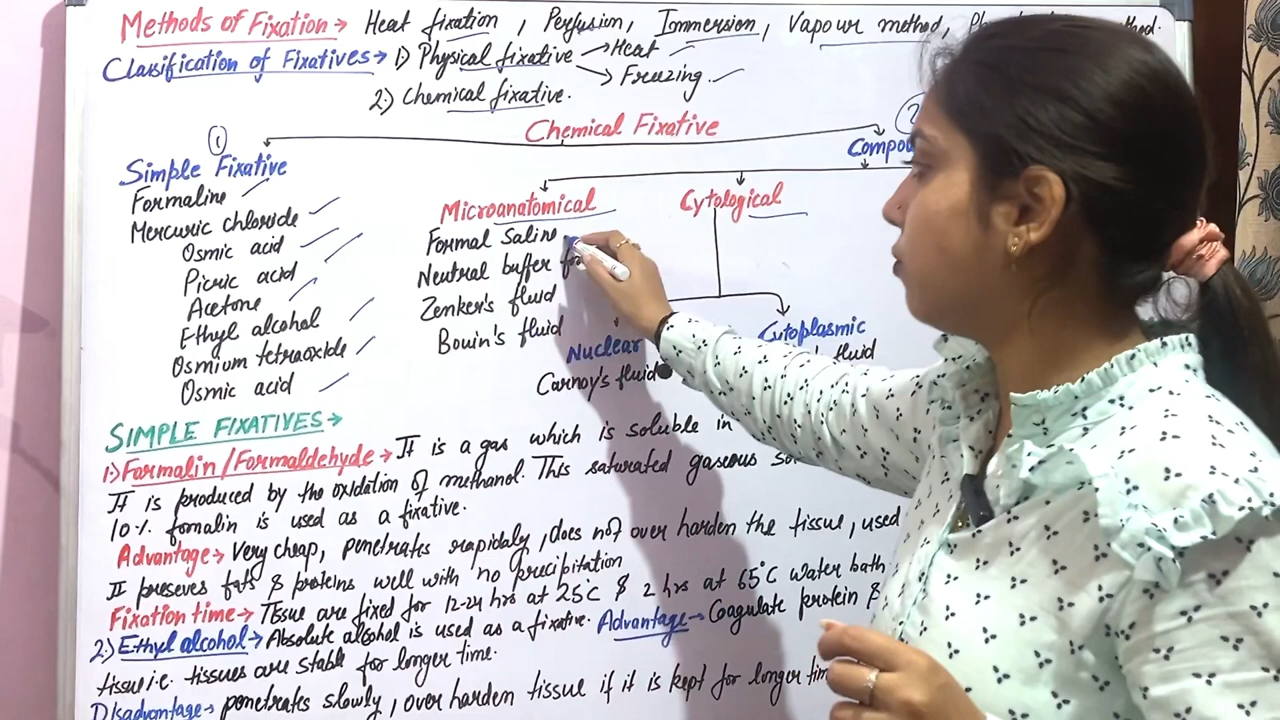 Methods of Fixation → Heat fixation, Perfusion, Immersion, Vapour method,
Classification of Fixatives → 1.) Physical fixative → Heat
→ Freezing.
2.) Chemical fixative.
Chemical Fixative
1
2
Simple Fixative
Compou
Formaline
Microanatomical
Cytological
Mercuric chloride
Formal Saline
Osmic acid
Neutral buffer fo
Picric acid
Zenker's fluid
Acetone
Bouin's fluid
Ethyl alcohol
Nuclear
Cytoplasmic
Osmium tetraoxide
Carnoy's fluid
's fluid
Osmic acid
SIMPLE FIXATIVES →
1.) Formalin/Formaldehyde → It is a gas which is soluble in
It is produced by the oxidation of methanol. This saturated gaseous so
10% fomalin is used as a fixative.
Advantage → Very cheap, penetrates rapidaly, does not over harden the tissue, used
It preseves fats & proteins well with no precipitation
Fixation time → Tissue are fixed for 12-24 hrs at 25°C & 2 hrs at 65°C water bath.
2.) Ethyl alcohol → Absolute alcohol is used as a fixative. Advantage → Coagulate protein &
tissue i.e. tissues are stable for longer time.
Disadvantage → penetrates slowly, over harden tissue if it is kept for longer tim